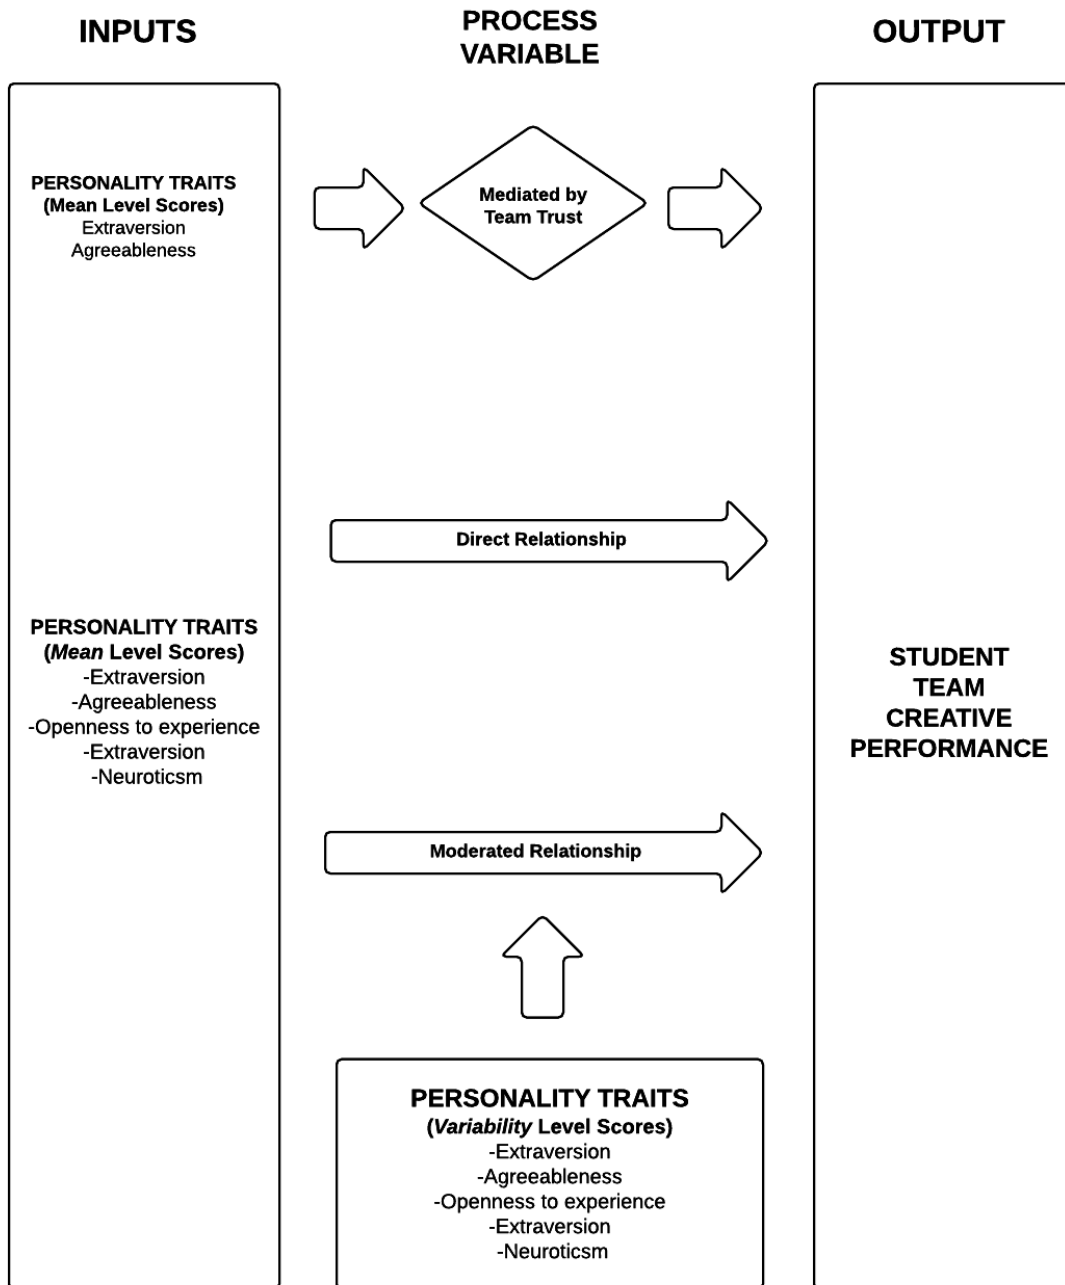 INPUTS
PROCESS
VARIABLE
OUTPUT
PERSONALITY TRAITS
(Mean Level Scores)
Extraversion
Agreeableness
Mediated by
Team Trust
Direct Relationship
PERSONALITY TRAITS
(Mean Level Scores)
-Extraversion
-Agreeableness
-Openness to experience
-Extraversion
-Neuroticsm
STUDENT
TEAM
CREATIVE
PERFORMANCE
Moderated Relationship
PERSONALITY TRAITS
(Variability Level Scores)
-Extraversion
-Agreeableness
-Openness to experience
-Extraversion
-Neuroticsm